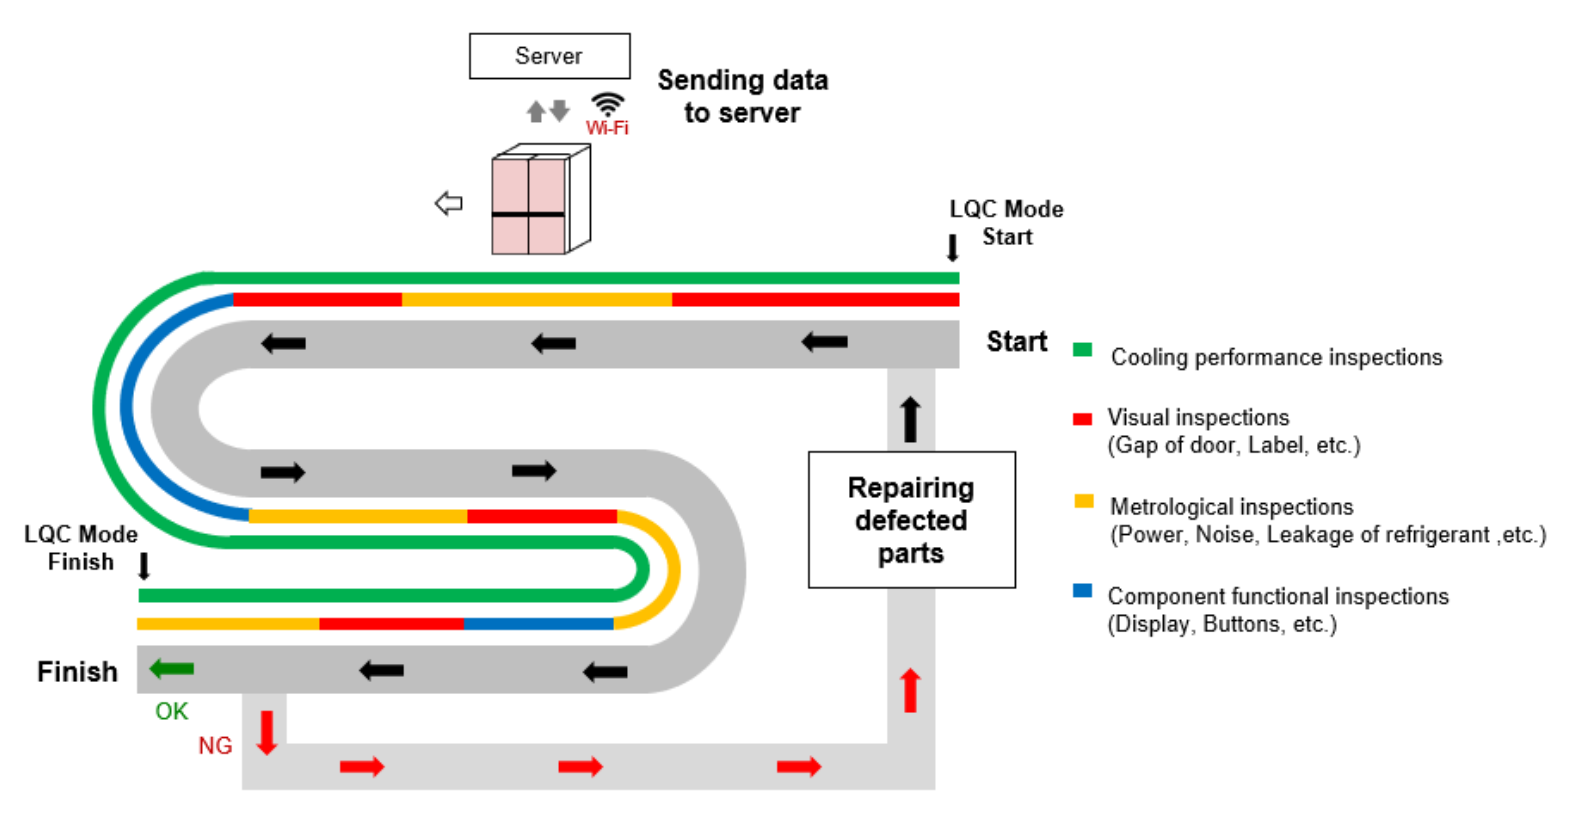 Server
Sending data
to server
Wi-Fi
LQC Mode
Start
Start
Cooling performance inspections
Visual inspections
(Gap of door, Label, etc.)
Metrological inspections
(Power, Noise, Leakage of refrigerant ,etc.)
Component functional inspections
(Display, Buttons, etc.)
Repairing
defected
parts
LQC Mode
Finish
Finish
OK
NG